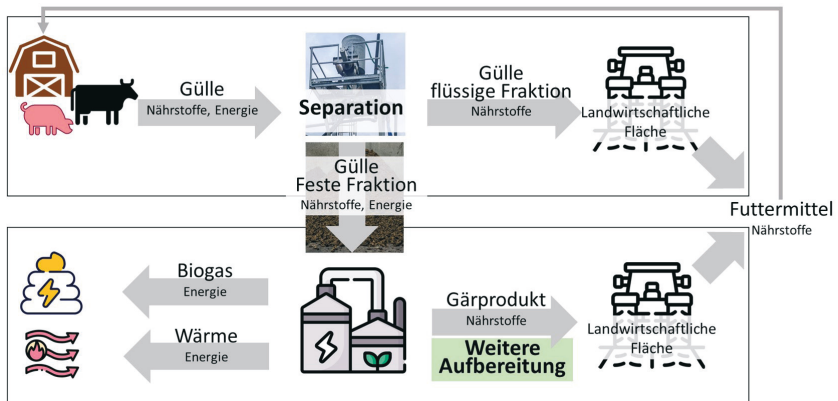 Gülle
Nährstoffe, Energie
Separation
Gülle
flüssige Fraktion
Nährstoffe
Landwirtschaftliche
Fläche
Gülle
Feste Fraktion
Nährstoffe, Energie
Futtermittel
Nährstoffe
Biogas
Energie
Wärme
Energie
Gärprodukt
Nährstoffe
Weitere
Aufbereitung
Landwirtschaftliche
Fläche